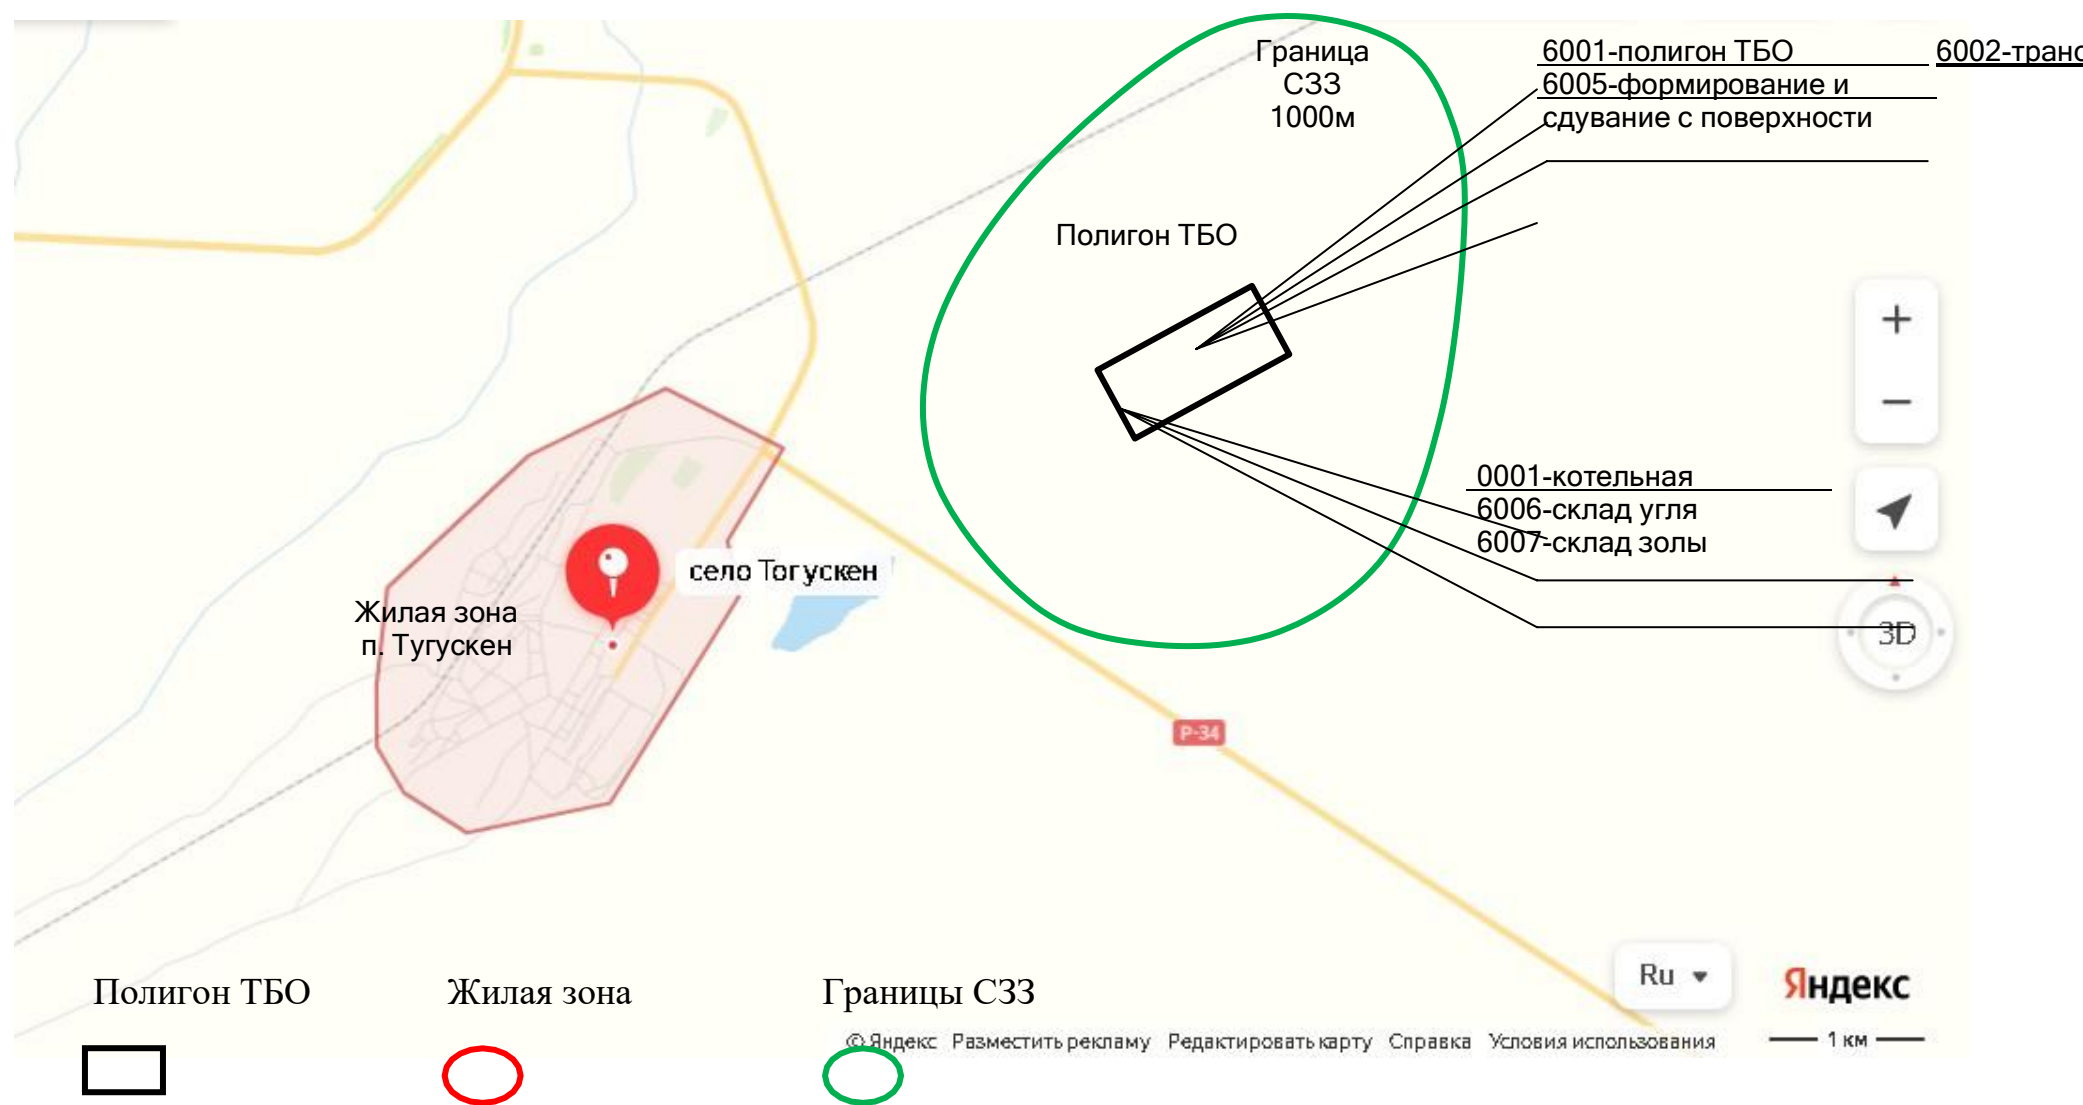 Граница
СЗЗ
1000м
6001-полигон ТБО
6002-транс
6005-формирование и
сдувание с поверхности
Полигон ТБО
0001-котельная
6006-склад угля
6007-склад золы
село Тогускен
Жилая зона
п. Тугускен
3D
P-34
Ru
Яндекс
Полигон ТБО
Жилая зона
Границы СЗЗ
© Яндекс Разместить рекламу Редактировать карту Справка Условия использования
1 км